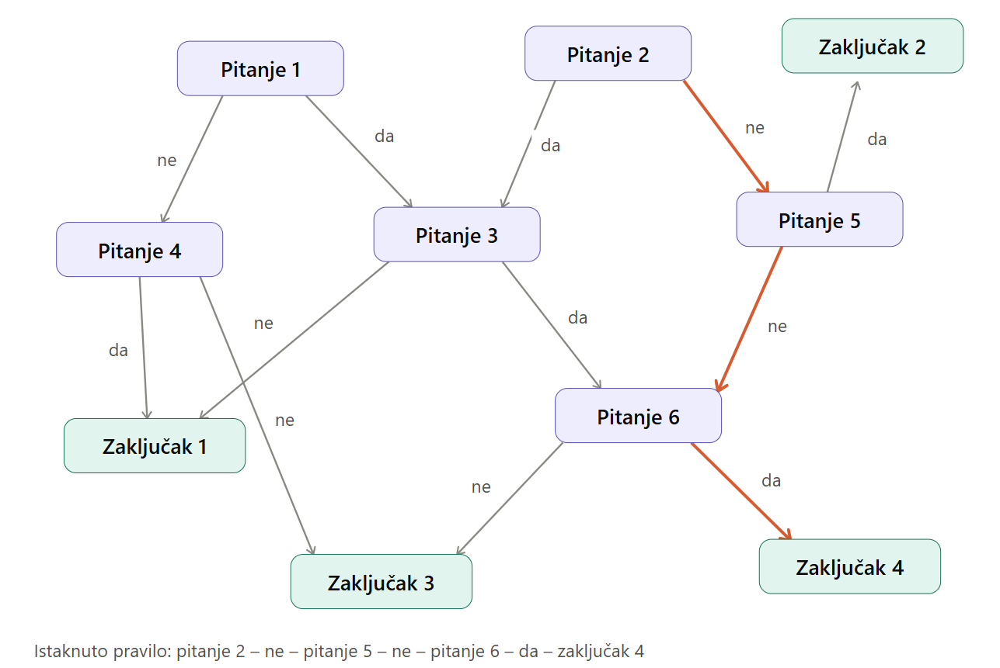 Zaključak 2
Pitanje 2
Pitanje 1
ne
da
da
da
ne
Pitanje 5
Pitanje 3
Pitanje 4
da
ne
ne
da
Pitanje 6
ne
Zaključak 1
da
ne
Zaključak 4
Zaključak 3
Istaknuto pravilo: pitanje 2 – ne – pitanje 5 – ne – pitanje 6 – da – zaključak 4